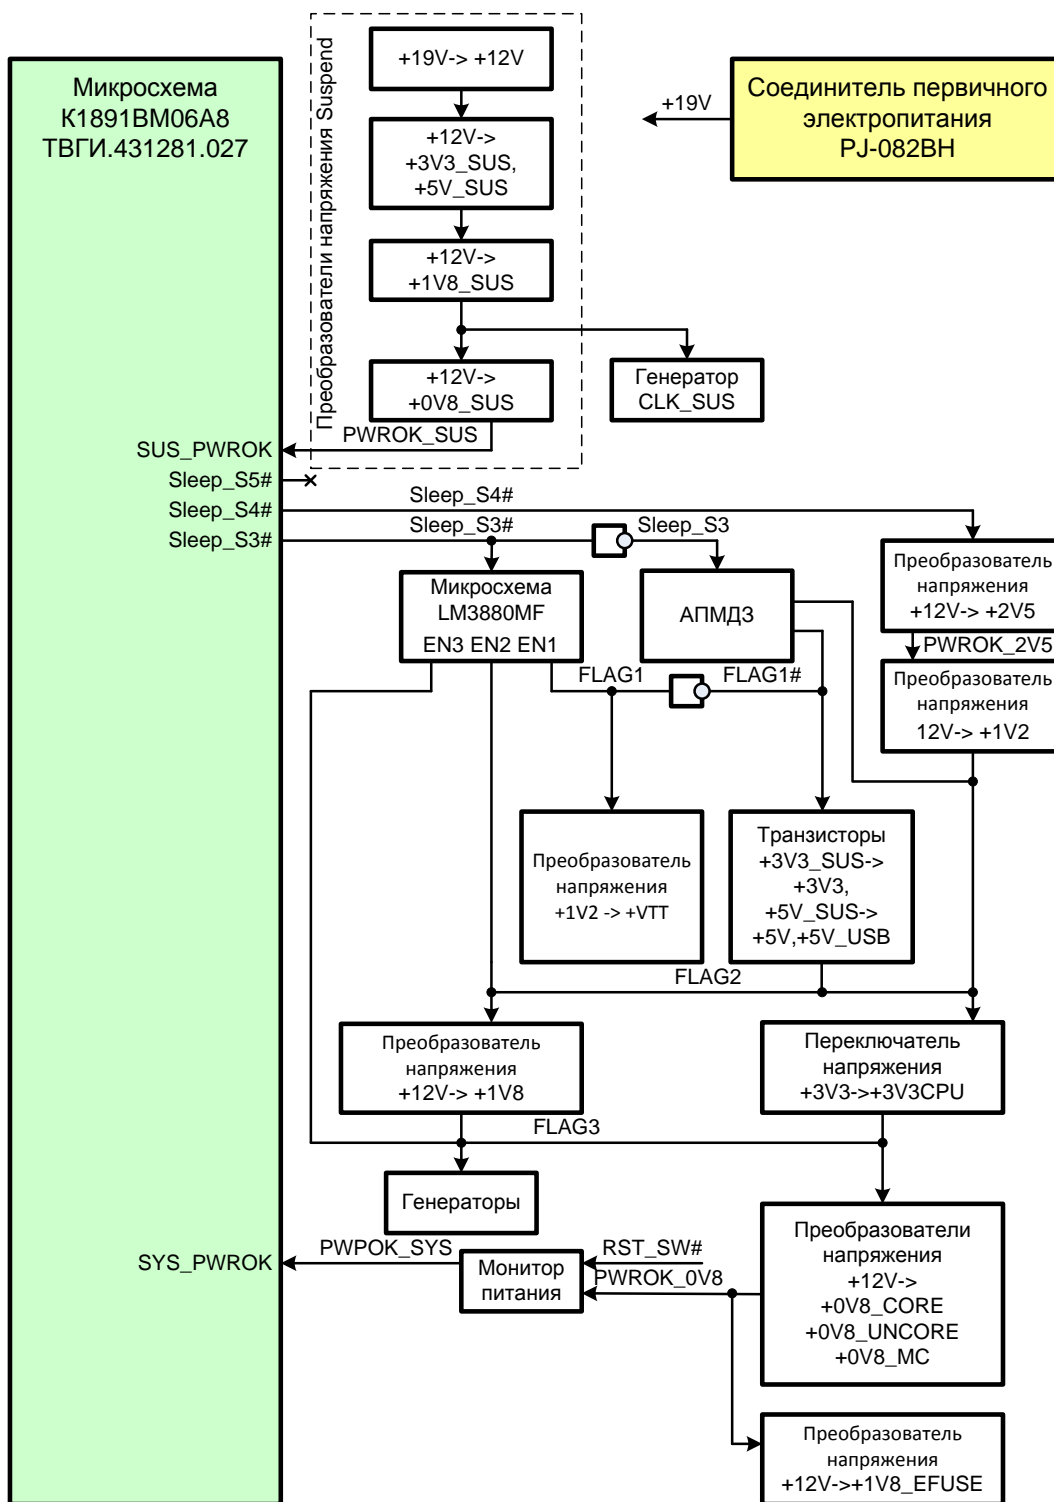 Микросхема
К1891ВМ06А8
ТВГИ.431281.027
Преобразователи напряжения Suspend
+19V-> +12V
+12V->
+3V3_SUS,
+5V_SUS
+12V->
+1V8_SUS
+12V->
+0V8_SUS
+19V
Соединитель первичного
электропитания
PJ-082BH
Генератор
CLK_SUS
PWROK_SUS
SUS_PWROK
Sleep_S5#
Sleep_S4#
Sleep_S3#
Sleep_S4#
Sleep_S3#
Sleep_S3
Микросхема
LM3880MF
EN3 EN2 EN1
АПМДЗ
Преобразователь
напряжения
+12V-> +2V5
PWROK_2V5
Преобразователь
напряжения
12V-> +1V2
FLAG1
FLAG1#
Преобразователь
напряжения
+1V2 -> +VTT
Транзисторы
+3V3_SUS->
+3V3,
+5V_SUS->
+5V,+5V_USB
FLAG2
Преобразователь
напряжения
+12V-> +1V8
Переключатель
напряжения
+3V3->+3V3CPU
FLAG3
Генераторы
SYS_PWROK
PWPOK_SYS
Монитор
питания
RST_SW#
PWROK_0V8
Преобразователи
напряжения
+12V->
+0V8_CORE
+0V8_UNCORE
+0V8_MC
Преобразователь
напряжения
+12V->+1V8_EFUSE